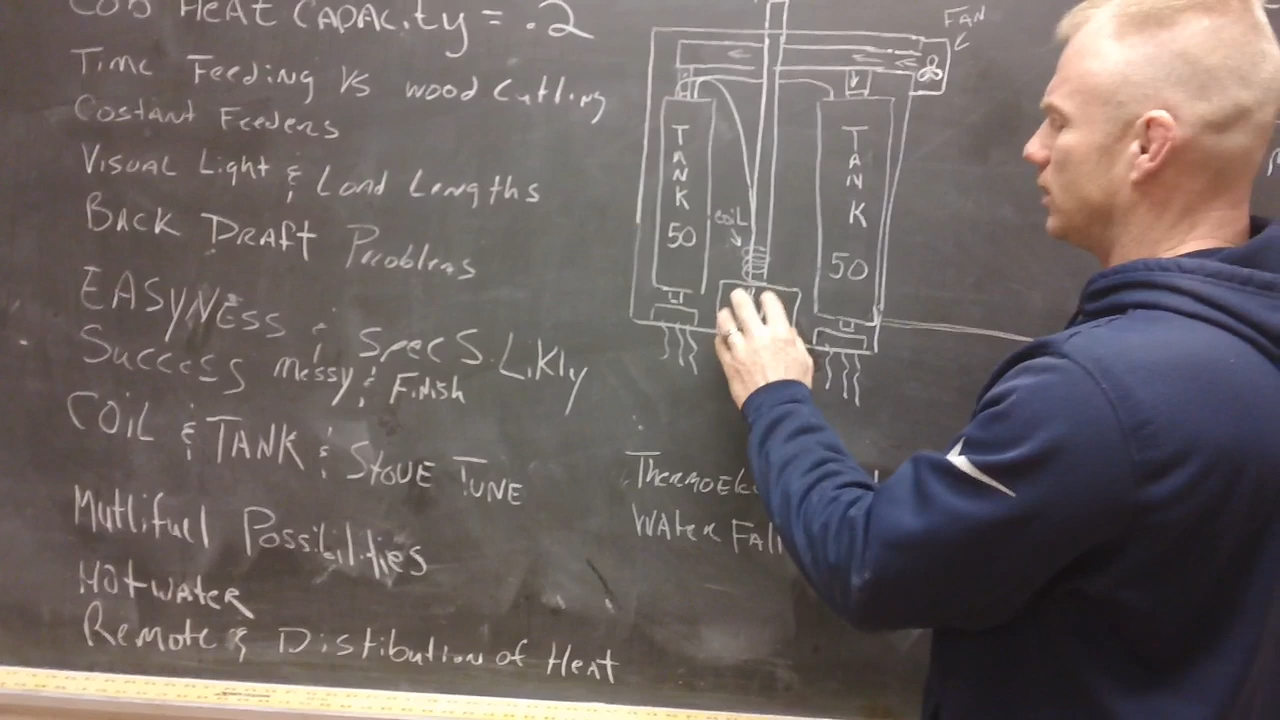 COB HEAT CAPACITY = .2
TIME FEEDING VS WOOD CUTTING
COSTANT FEEDERS
VISUAL LIGHT & LOAD LENGTHS
BACK DRAFT PROBLEMS
EASYNESS & SPECS. LIKLY
SUCCESS MESSY & FINISH
COIL & TANK & STOVE TUNE
MUTLIFUEL POSSIBILITIES
HOTWATER
REMOTE & DISTIBUTION OF HEAT
FAN
TANK
50
COIL
TANK
50
WATER FALL